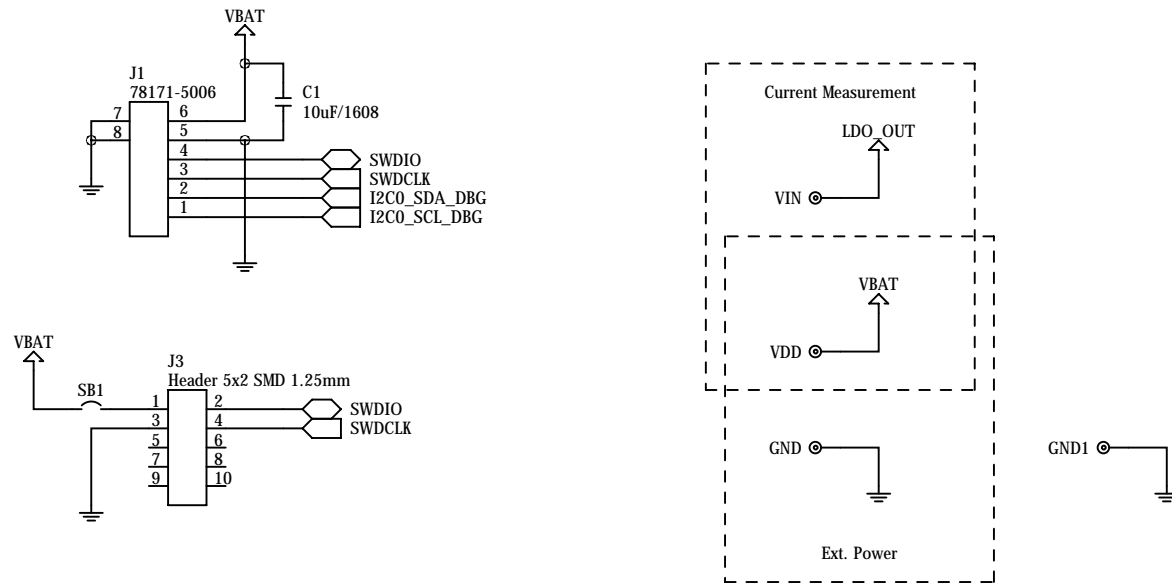 VBAT
J1
78171-5006
7
8
6
5
4
3
2
1
C1
10uF/1608
SWDIO
SWDCLK
I2C0_SDA_DBG
I2C0_SCL_DBG
VBAT
SB1
J3
Header 5x2 SMD 1.25mm
1
2
3
4
5
6
7
8
9
10
SWDIO
SWDCLK
Current Measurement
LDO_OUT
VIN
VBAT
VDD
GND
Ext. Power
GND1